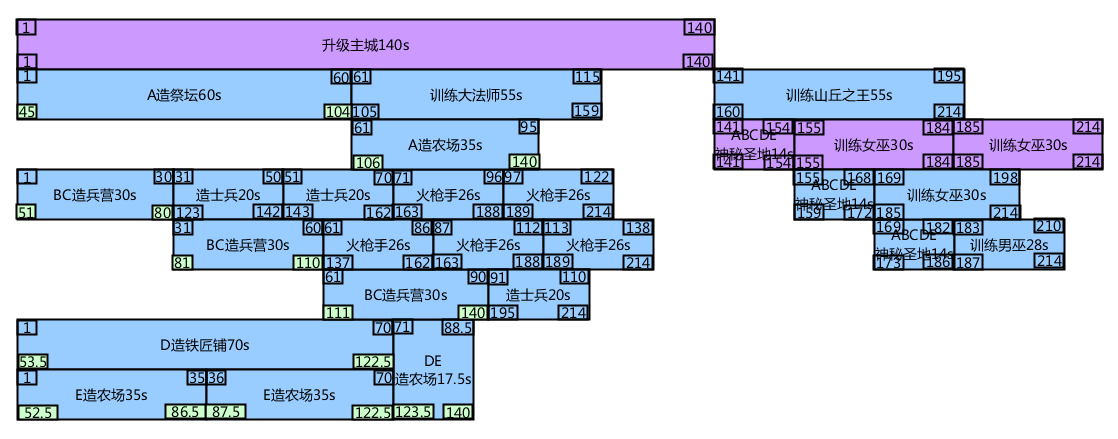 1 140
升级主城140s
1 140
1 60 61 115 141 195
A造祭坛60s 训练大法师55s 训练山丘之王55s
45 104 105 159 160 214
61 95 141 154 155 184 185 214
A造农场35s ABCDE 神秘圣地14s 训练女巫30s 训练女巫30s
106 140 141 154 155 184 185 214
1 30 31 50 51 70 71 96 97 122 155 168 169 198
BC造兵营30s 造士兵20s 造士兵20s 火枪手26s 火枪手26s ABCDE 神秘圣地14s 训练女巫30s
51 80 123 142 143 162 163 188 189 214 159 172 185 214
31 60 61 86 87 112 113 138 169 182 183 210
BC造兵营30s 火枪手26s 火枪手26s 火枪手26s ABCDE 神秘圣地14s 训练男巫28s
81 110 137 162 163 188 189 214 173 186 187 214
61 90 91 110
BC造兵营30s 造士兵20s
111 140 195 214
1 70 71 88.5
D造铁匠铺70s
53.5 122.5
DE
造农场17.5s
1 35 36 70
E造农场35s E造农场35s
52.5 86.5 87.5 122.5 123.5 140